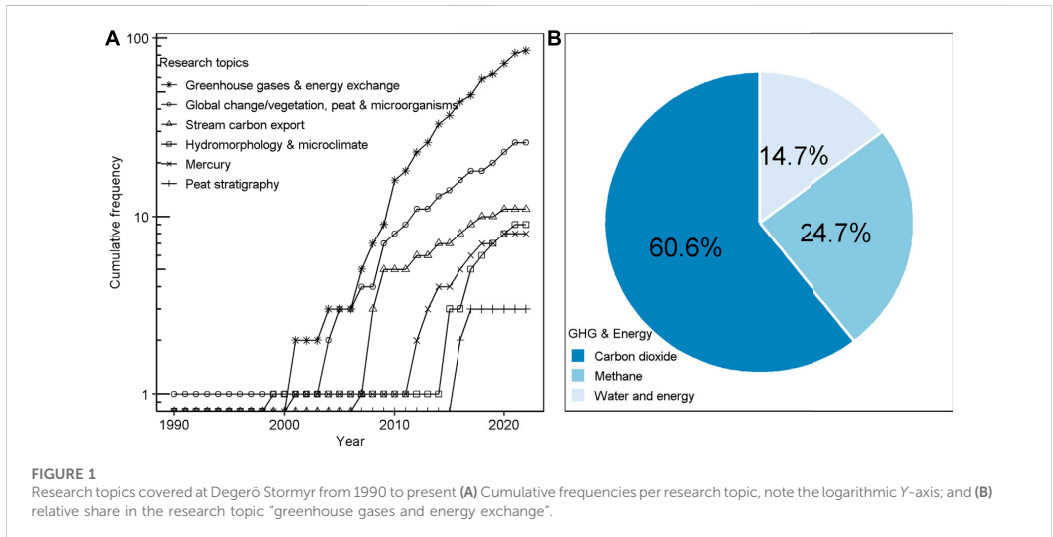 A
100
10
1
Cumulative frequency
Research topics
Greenhouse gases & energy exchange
Global change/vegetation, peat & microorganisms
Stream carbon export
Hydromorphology & microclimate
Mercury
Peat stratigraphy
1990
2000
2010
2020
Year
B
14.7%
24.7%
60.6%
GHG & Energy
Carbon dioxide
Methane
Water and energy
FIGURE 1
Research topics covered at Degerö Stormyr from 1990 to present (A) Cumulative frequencies per research topic, note the logarithmic Y-axis; and (B)
relative share in the research topic “greenhouse gases and energy exchange”.